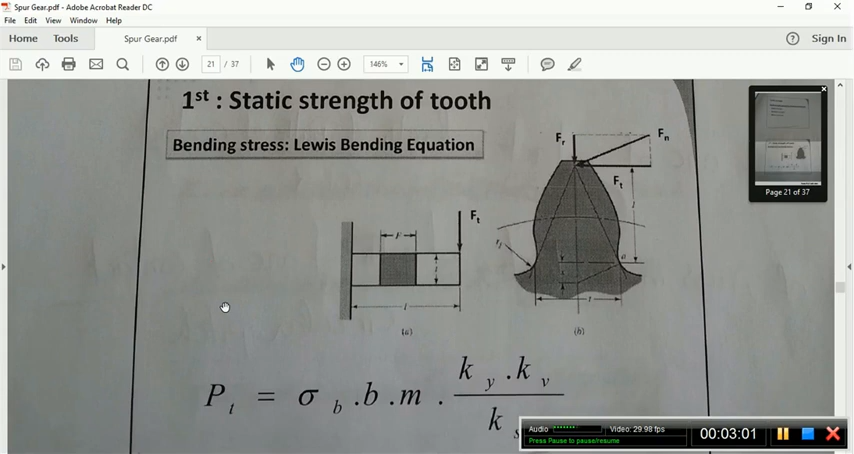 Spur Gear.pdf - Adobe Acrobat Reader DC
File Edit View Window Help
Home Tools Spur Gear.pdf × Sign In
21 / 37 146%
1st : Static strength of tooth
Bending stress: Lewis Bending Equation
Fr Fn
Ft
Ft
F
l
t
l
rf
a
x
t
l
(a)
(b)
Pt = σb.b.m. ky.kv
ks
Page 21 of 37
Audio Video: 29.98 fps
Press Pause to pause/resume
00:03:01